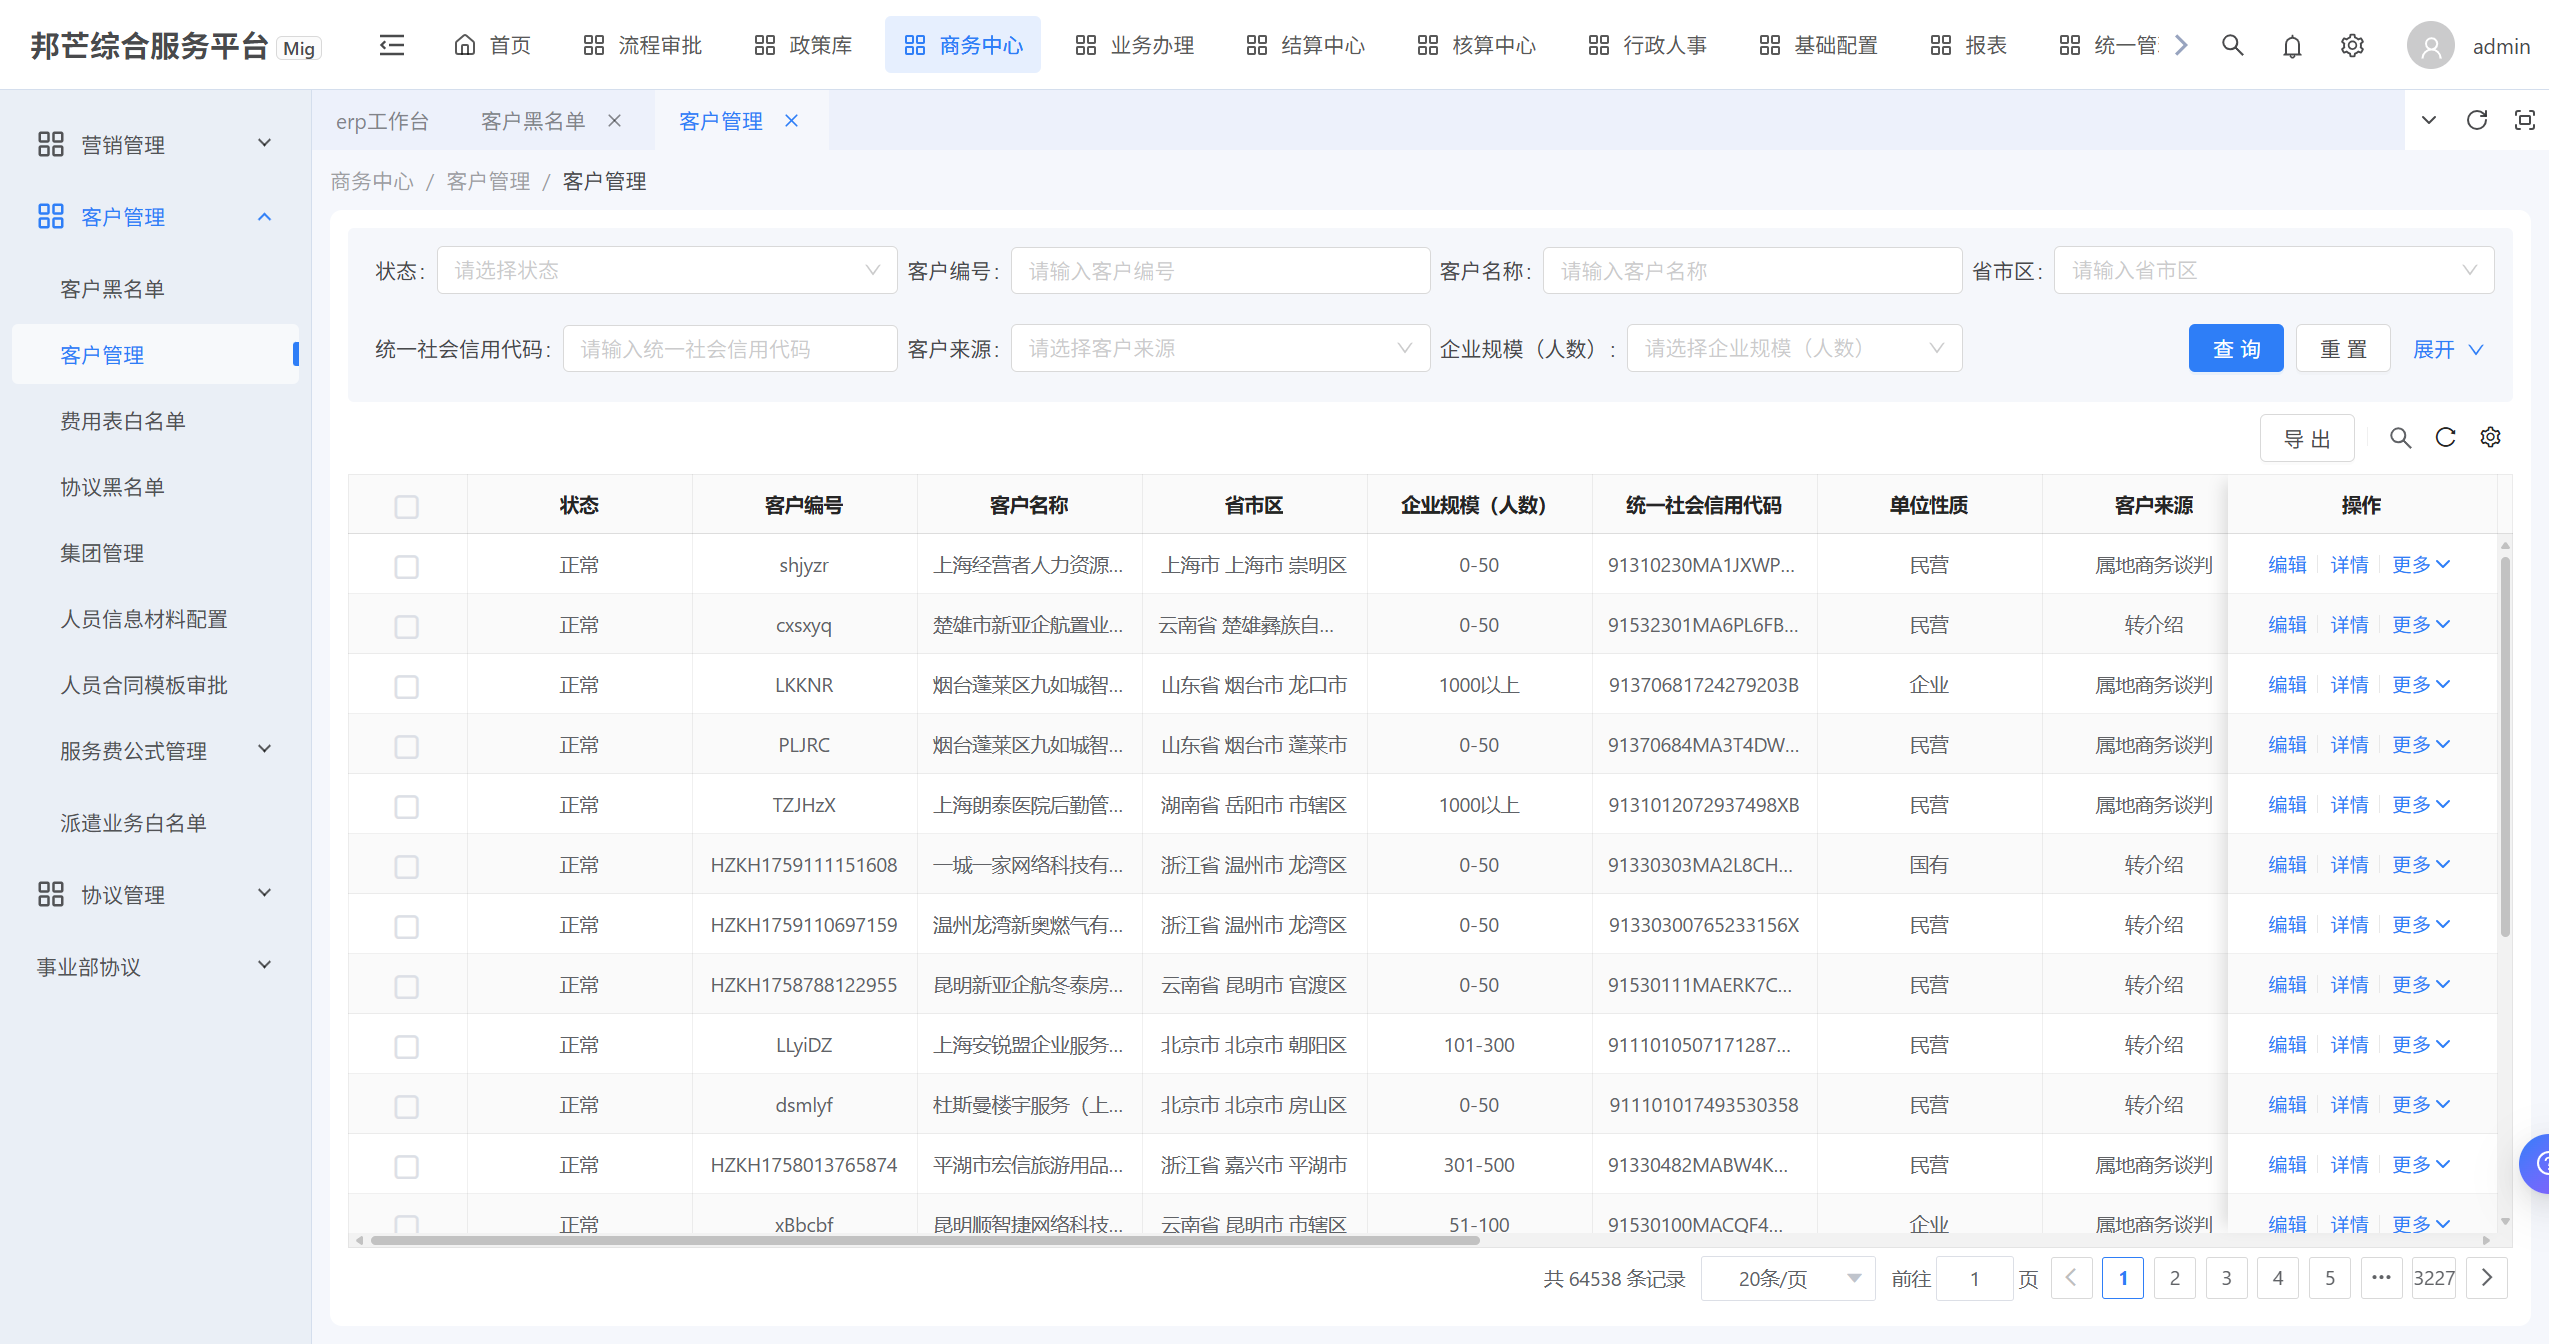 邦芒综合服务平台 Mig 首页 流程审批 政策库 商务中心 业务办理 结算中心 核算中心 行政人事 基础配置 报表 统一管 admin
营销管理
客户管理
客户黑名单
客户管理
费用表白名单
协议黑名单
集团管理
人员信息材料配置
人员合同模板审批
服务费公式管理
派遣业务白名单
协议管理
事业部协议
erp工作台 客户黑名单 客户管理
商务中心 / 客户管理 / 客户管理
状态: 请选择状态 客户编号: 请输入客户编号 客户名称: 请输入客户名称 省市区: 请输入省市区
统一社会信用代码: 请输入统一社会信用代码 客户来源: 请选择客户来源 企业规模（人数）: 请选择企业规模（人数） 查 询 重 置 展开
导 出
状态 客户编号 客户名称 省市区 企业规模（人数） 统一社会信用代码 单位性质 客户来源 操作
正常 shjyzr 上海经营者人力资源... 上海市 上海市 崇明区 0-50 91310230MA1JXWP... 民营 属地商务谈判 编辑 详情 更多
正常 cxsxyq 楚雄市新亚企航置业... 云南省 楚雄彝族自... 0-50 91532301MA6PL6FB... 民营 转介绍 编辑 详情 更多
正常 LKKNR 烟台蓬莱区九如城智... 山东省 烟台市 龙口市 1000以上 91370681724279203B 企业 属地商务谈判 编辑 详情 更多
正常 PLJRC 烟台蓬莱区九如城智... 山东省 烟台市 蓬莱市 0-50 91370684MA3T4DW... 民营 属地商务谈判 编辑 详情 更多
正常 TZJHzX 上海朗泰医院后勤管... 湖南省 岳阳市 市辖区 1000以上 9131012072937498XB 民营 属地商务谈判 编辑 详情 更多
正常 HZKH1759111151608 一城一家网络科技有... 浙江省 温州市 龙湾区 0-50 91330303MA2L8CH... 国有 转介绍 编辑 详情 更多
正常 HZKH1759110697159 温州龙湾新奥燃气有... 浙江省 温州市 龙湾区 0-50 91330300765233156X 民营 转介绍 编辑 详情 更多
正常 HZKH1758788122955 昆明新亚企航冬泰房... 云南省 昆明市 官渡区 0-50 91530111MAERK7C... 民营 转介绍 编辑 详情 更多
正常 LLyiDZ 上海安锐盟企业服务... 北京市 北京市 朝阳区 101-300 9111010507171287... 民营 转介绍 编辑 详情 更多
正常 dsmlyf 杜斯曼楼宇服务（上... 北京市 北京市 房山区 0-50 911101017493530358 民营 转介绍 编辑 详情 更多
正常 HZKH1758013765874 平湖市宏信旅游用品... 浙江省 嘉兴市 平湖市 301-500 91330482MABW4K... 民营 属地商务谈判 编辑 详情 更多
正常 xBbcbf 昆明顺智捷网络科技... 云南省 昆明市 市辖区 51-100 91530100MACQF4... 企业 属地商务谈判 编辑 详情 更多
共 64538 条记录 20条/页 前往 1 页 1 2 3 4 5 ••• 3227